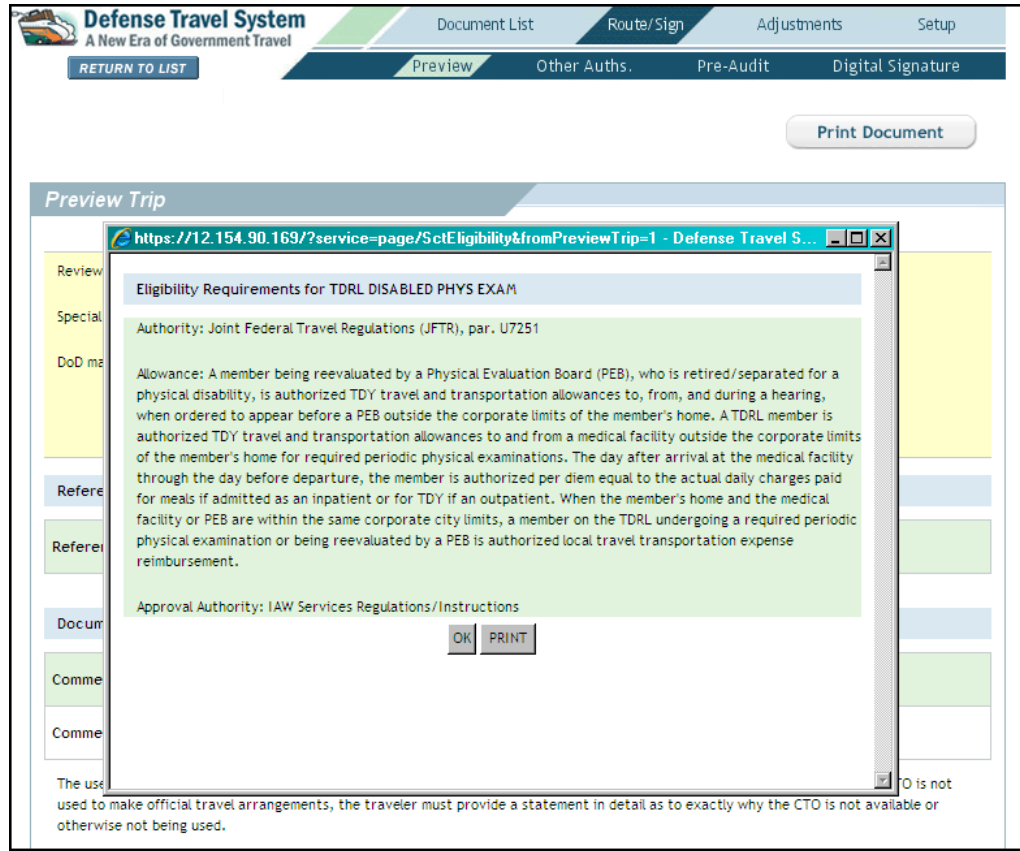 Defense Travel System
A New Era of Government Travel
Document List
Route/Sign
Adjustments
Setup
RETURN TO LIST
Preview
Other Auths.
Pre-Audit
Digital Signature
Print Document
Preview Trip
https://12.154.90.169/?service=page/SctEligibility&fromPreviewTrip=1 - Defense Travel S...
Review
Special
DoD ma
Eligibility Requirements for TDRL DISABLED PHYS EXAM
Authority: Joint Federal Travel Regulations (JFTR), par. U7251
Allowance: A member being reevaluated by a Physical Evaluation Board (PEB), who is retired/separated for a
physical disability, is authorized TDY travel and transportation allowances to, from, and during a hearing,
when ordered to appear before a PEB outside the corporate limits of the member's home. A TDRL member is
authorized TDY travel and transportation allowances to and from a medical facility outside the corporate limits
of the member's home for required periodic physical examinations. The day after arrival at the medical facility
through the day before departure, the member is authorized per diem equal to the actual daily charges paid
for meals if admitted as an inpatient or for TDY if an outpatient. When the member's home and the medical
facility or PEB are within the same corporate city limits, a member on the TDRL undergoing a required periodic
physical examination or being reevaluated by a PEB is authorized local travel transportation expense
reimbursement.
Approval Authority: IAW Services Regulations/Instructions
OK
PRINT
Refere
Referen
Docum
Comme
Comme
The use
TO is not
used to make official travel arrangements, the traveler must provide a statement in detail as to exactly why the CTO is not available or
otherwise not being used.